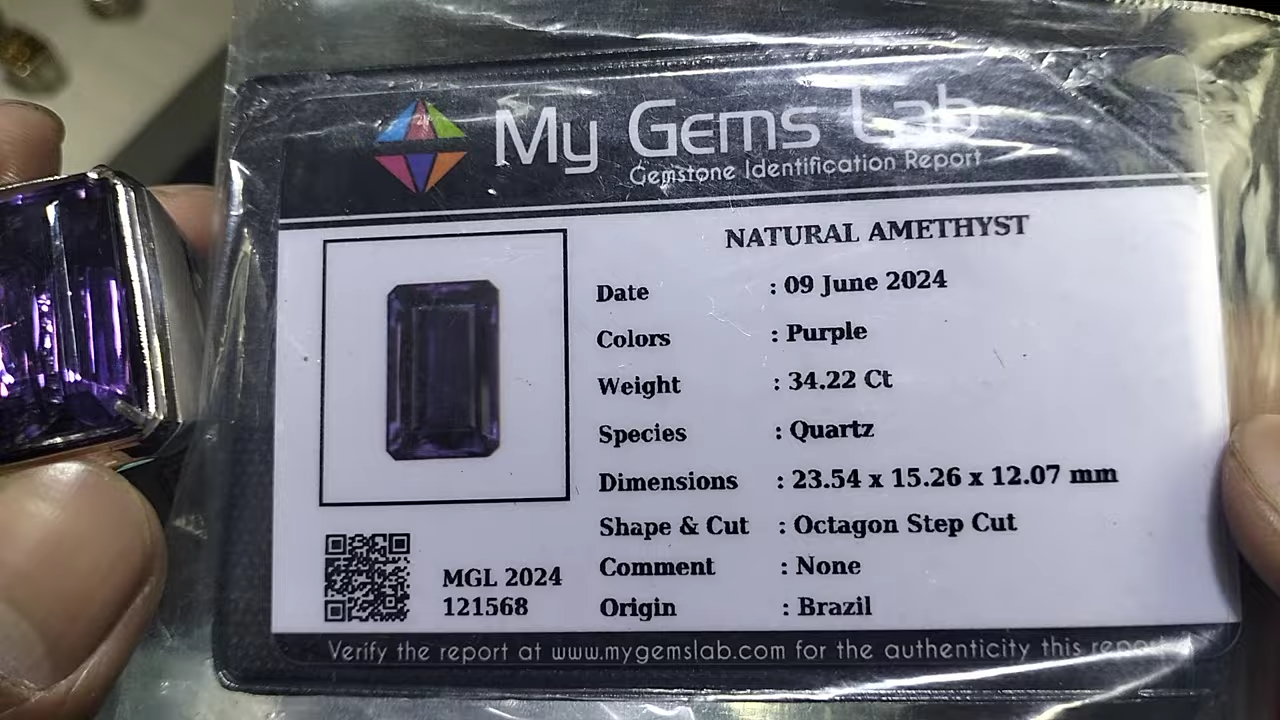 My Gems Lab
Gemstone Identification Report
NATURAL AMETHYST
Date : 09 June 2024
Colors : Purple
Weight : 34.22 Ct
Species : Quartz
Dimensions : 23.54 x 15.26 x 12.07 mm
Shape & Cut : Octagon Step Cut
Comment : None
Origin : Brazil
MGL 2024
121568
Verify the report at www.mygemslab.com for the authenticity this report